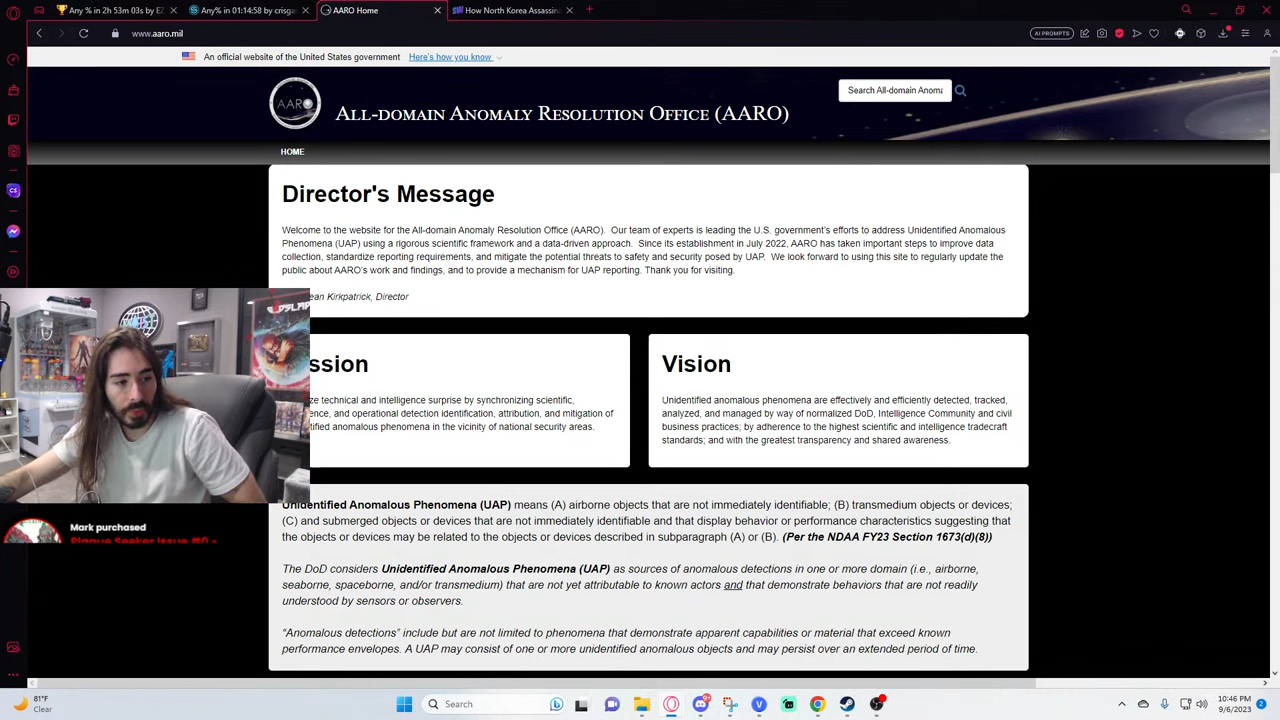 Any % in 2h 53m 03s by EZ
Any% in 01:14:58 by crisga
AARO Home
How North Korea Assassina
www.aaro.mil
AI PROMPTS
An official website of the United States government Here's how you know
AARO
ALL-DOMAIN ANOMALY RESOLUTION OFFICE (AARO)
Search All-domain Anoma
HOME
Director's Message
Welcome to the website for the All-domain Anomaly Resolution Office (AARO). Our team of experts is leading the U.S. government's efforts to address Unidentified Anomalous
Phenomena (UAP) using a rigorous scientific framework and a data-driven approach. Since its establishment in July 2022, AARO has taken important steps to improve data
collection, standardize reporting requirements, and mitigate the potential threats to safety and security posed by UAP. We look forward to using this site to regularly update the
public about AARO's work and findings, and to provide a mechanism for UAP reporting. Thank you for visiting.
ean Kirkpatrick, Director
ssion
ze technical and intelligence surprise by synchronizing scientific,
ence, and operational detection identification, attribution, and mitigation of
tified anomalous phenomena in the vicinity of national security areas.
Vision
Unidentified anomalous phenomena are effectively and efficiently detected, tracked,
analyzed, and managed by way of normalized DoD, Intelligence Community and civil
business practices; by adherence to the highest scientific and intelligence tradecraft
standards; and with the greatest transparency and shared awareness.
Unidentified Anomalous Phenomena (UAP) means (A) airborne objects that are not immediately identifiable; (B) transmedium objects or devices;
(C) and submerged objects or devices that are not immediately identifiable and that display behavior or performance characteristics suggesting that
the objects or devices may be related to the objects or devices described in subparagraph (A) or (B). (Per the NDAA FY23 Section 1673(d)(8))
The DoD considers Unidentified Anomalous Phenomena (UAP) as sources of anomalous detections in one or more domain (i.e., airborne,
seaborne, spaceborne, and/or transmedium) that are not yet attributable to known actors and that demonstrate behaviors that are not readily
understood by sensors or observers.
“Anomalous detections” include but are not limited to phenomena that demonstrate apparent capabilities or material that exceed known
performance envelopes. A UAP may consist of one or more unidentified anomalous objects and may persist over an extended period of time.
Mark purchased
Plague Seeker Issue #0 -
81°F
Clear
Search
10:46 PM
9/6/2023